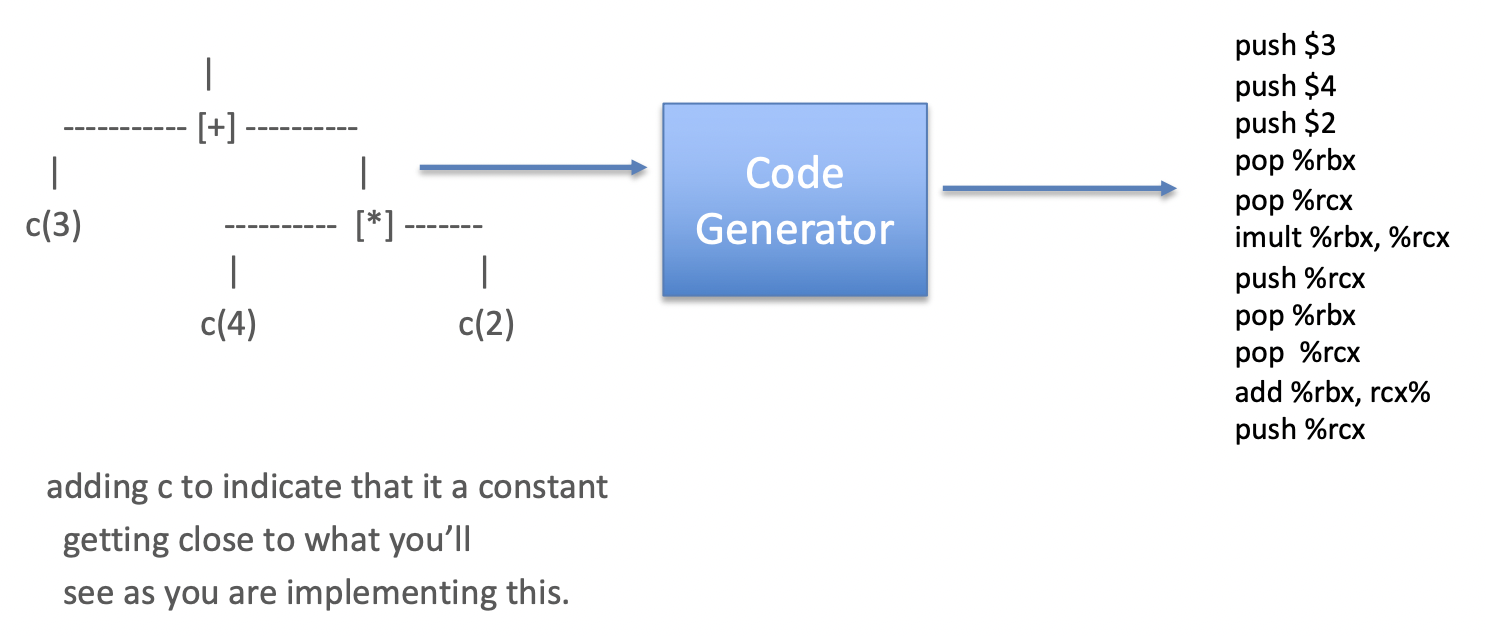 |
----------- [+] ----------
| |
c(3) ---------- [*] -------
| |
c(4) c(2)
Code
Generator
push $3
push $4
push $2
pop %rbx
pop %rcx
imult %rbx, %rcx
push %rcx
pop %rbx
pop  %rcx
add %rbx, rcx%
push %rcx
adding c to indicate that it a constant
getting close to what you’ll
see as you are implementing this.